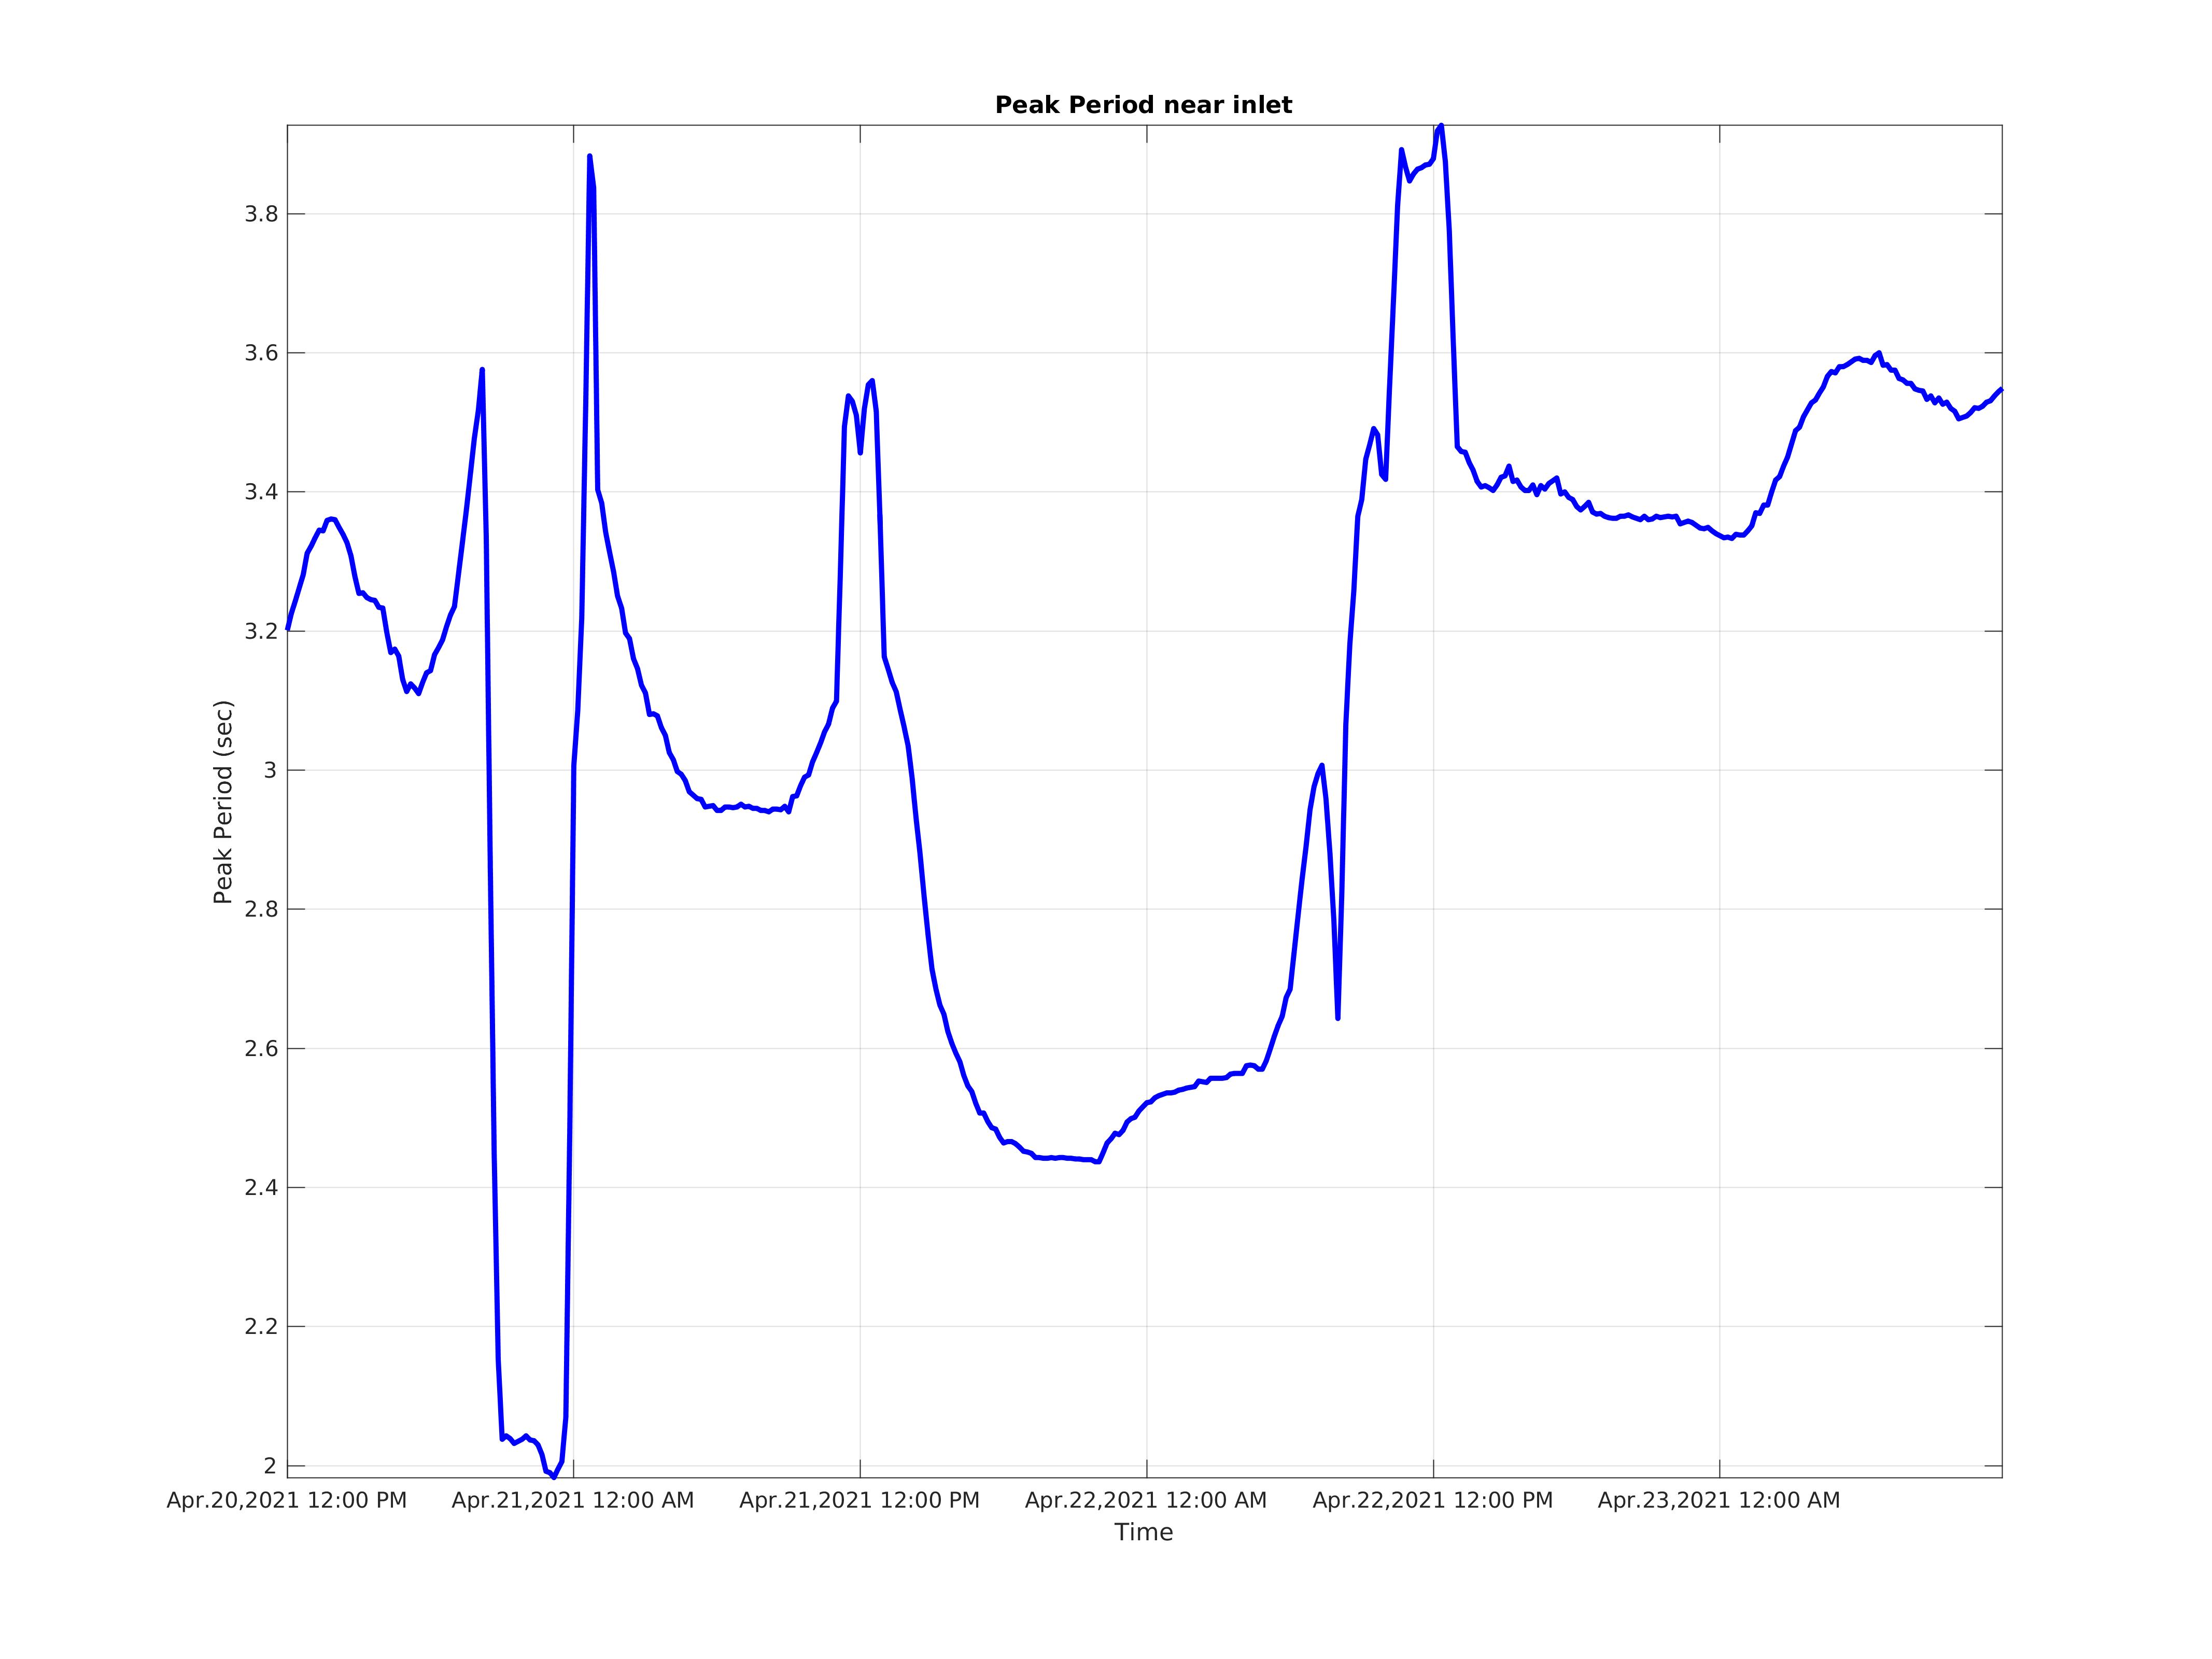 Peak Period near inlet
3.8
3.6
3.4
3.2
3
2.8
2.6
2.4
2.2
2
Peak Period (sec)
Apr.20,2021 12:00 PM Apr.21,2021 12:00 AM Apr.21,2021 12:00 PM Apr.22,2021 12:00 AM Apr.22,2021 12:00 PM Apr.23,2021 12:00 AM
Time